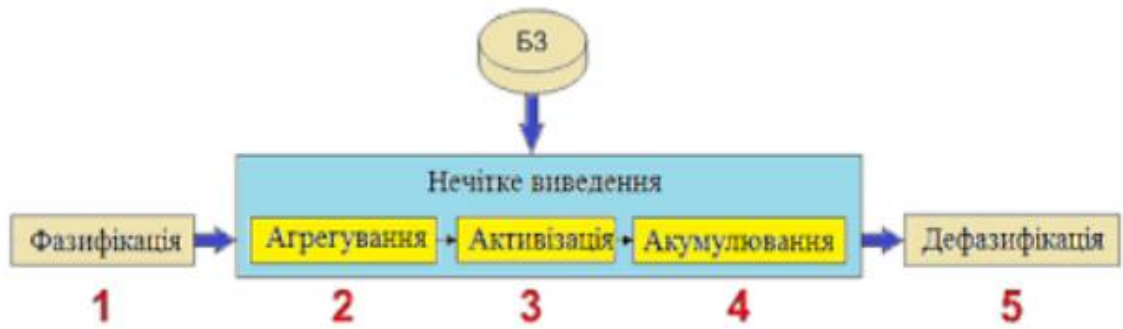 БЗ
Нечітке виведення
Фазифікація
Агрегування
Активізація
Акумулювання
Дефазифікація
1
2
3
4
5